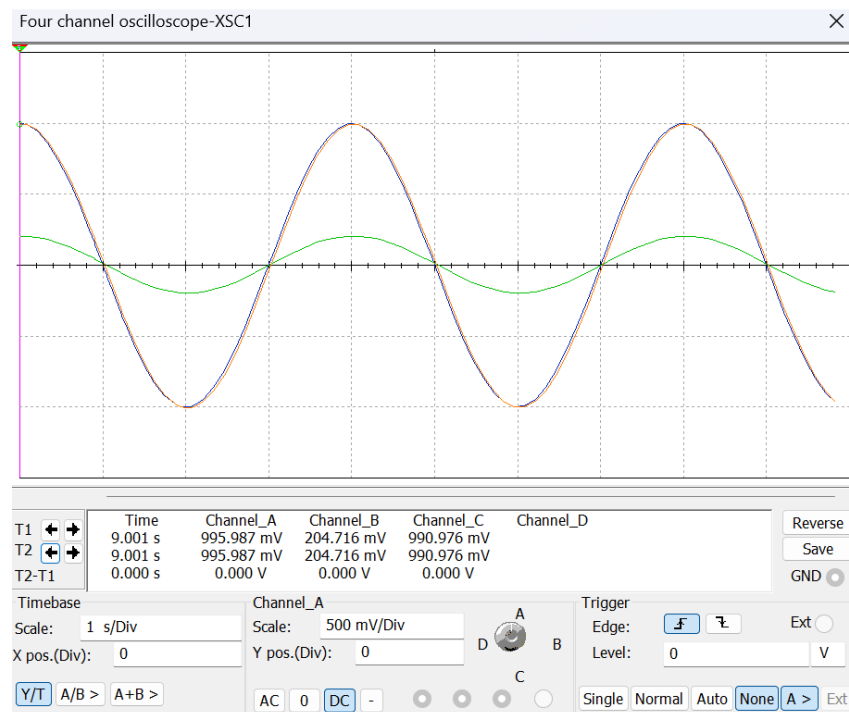 Four channel oscilloscope-XSC1
T1
T2
T2-T1
Time Channel_A Channel_B Channel_C Channel_D
9.001 s 995.987 mV 204.716 mV 990.976 mV
9.001 s 995.987 mV 204.716 mV 990.976 mV
0.000 s 0.000 V 0.000 V 0.000 V
Reverse
Save
GND
Timebase
Scale: 1 s/Div
X pos.(Div): 0
Y/T A/B > A+B >
Channel_A
Scale: 500 mV/Div
Y pos.(Div): 0
AC 0 DC -
A
D B
C
Trigger
Edge: Ext
Level: 0 V
Single Normal Auto None A > Ext